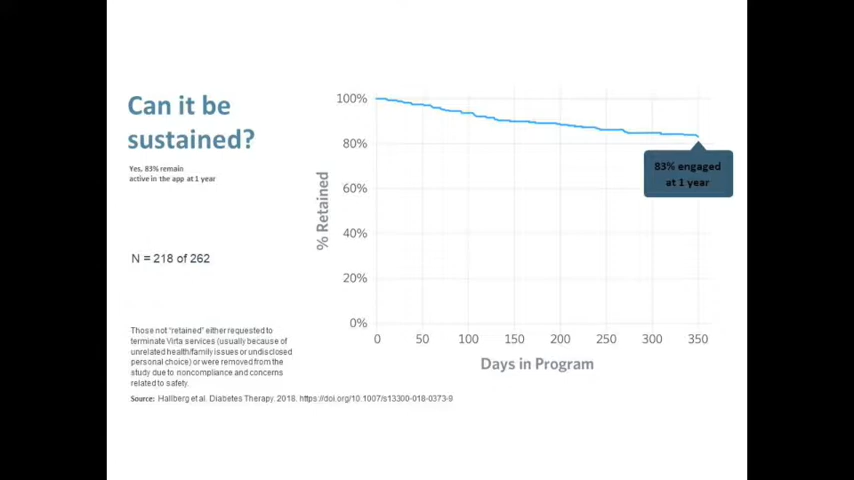 Can it be
sustained?
Yes, 83% remain
active in the app at 1 year
N = 218 of 262
Those not "retained" either requested to
terminate Virta services (usually because of
unrelated health/family issues or undisclosed
personal choice) or were removed from the
study due to noncompliance and concerns
related to safety.
Source: Hallberg et al. Diabetes Therapy. 2018. https://doi.org/10.1007/s13300-018-0373-9
% Retained
100%
80%
60%
40%
20%
0%
0 50 100 150 200 250 300 350
Days in Program
83% engaged
at 1 year